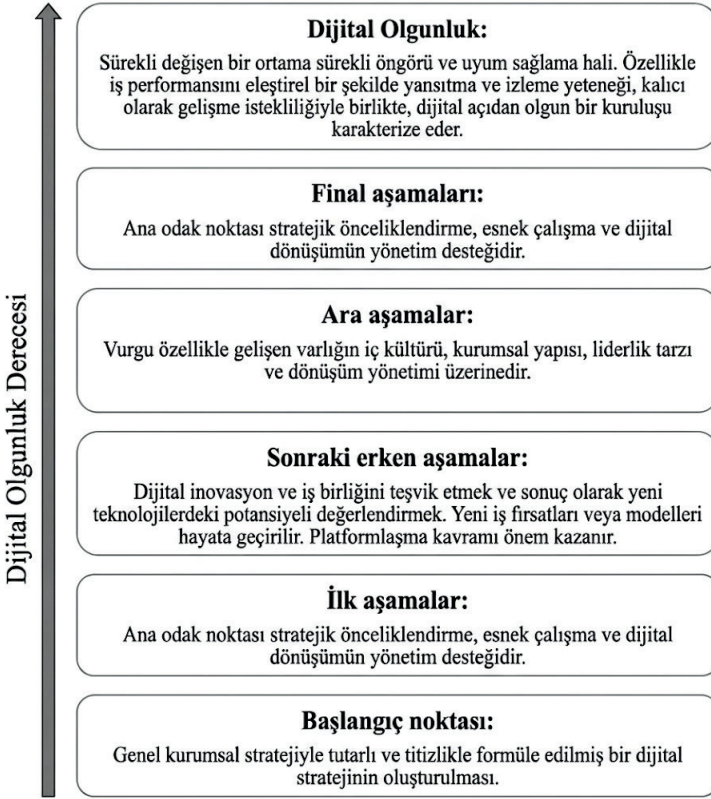 Dijital Olgunluk Derecesi
Dijital Olgunluk:
Sürekli değişen bir ortama sürekli öngörü ve uyum sağlama hali. Özellikle
iş performansını eleştirel bir şekilde yansıtma ve izleme yeteneği, kalıcı
olarak gelişme istekliliğiyle birlikte, dijital açıdan olgun bir kuruluşu
karakterize eder.
Final aşamaları:
Ana odak noktası stratejik önceliklendirme, esnek çalışma ve dijital
dönüşümün yönetim desteğidir.
Ara aşamalar:
Vurgu özellikle gelişen varlığın iç kültürü, kurumsal yapısı, liderlik tarzı
ve dönüşüm yönetimi üzerinedir.
Sonraki erken aşamalar:
Dijital inovasyon ve iş birliğini teşvik etmek ve sonuç olarak yeni
teknolojilerdeki potansiyeli değerlendirmek. Yeni iş fırsatları veya modelleri
hayata geçirilir. Platformlaşma kavramı önem kazanır.
İlk aşamalar:
Ana odak noktası stratejik önceliklendirme, esnek çalışma ve dijital
dönüşümün yönetim desteğidir.
Başlangıç noktası:
Genel kurumsal stratejiyle tutarlı ve titizlikle formüle edilmiş bir dijital
stratejinin oluşturulması.